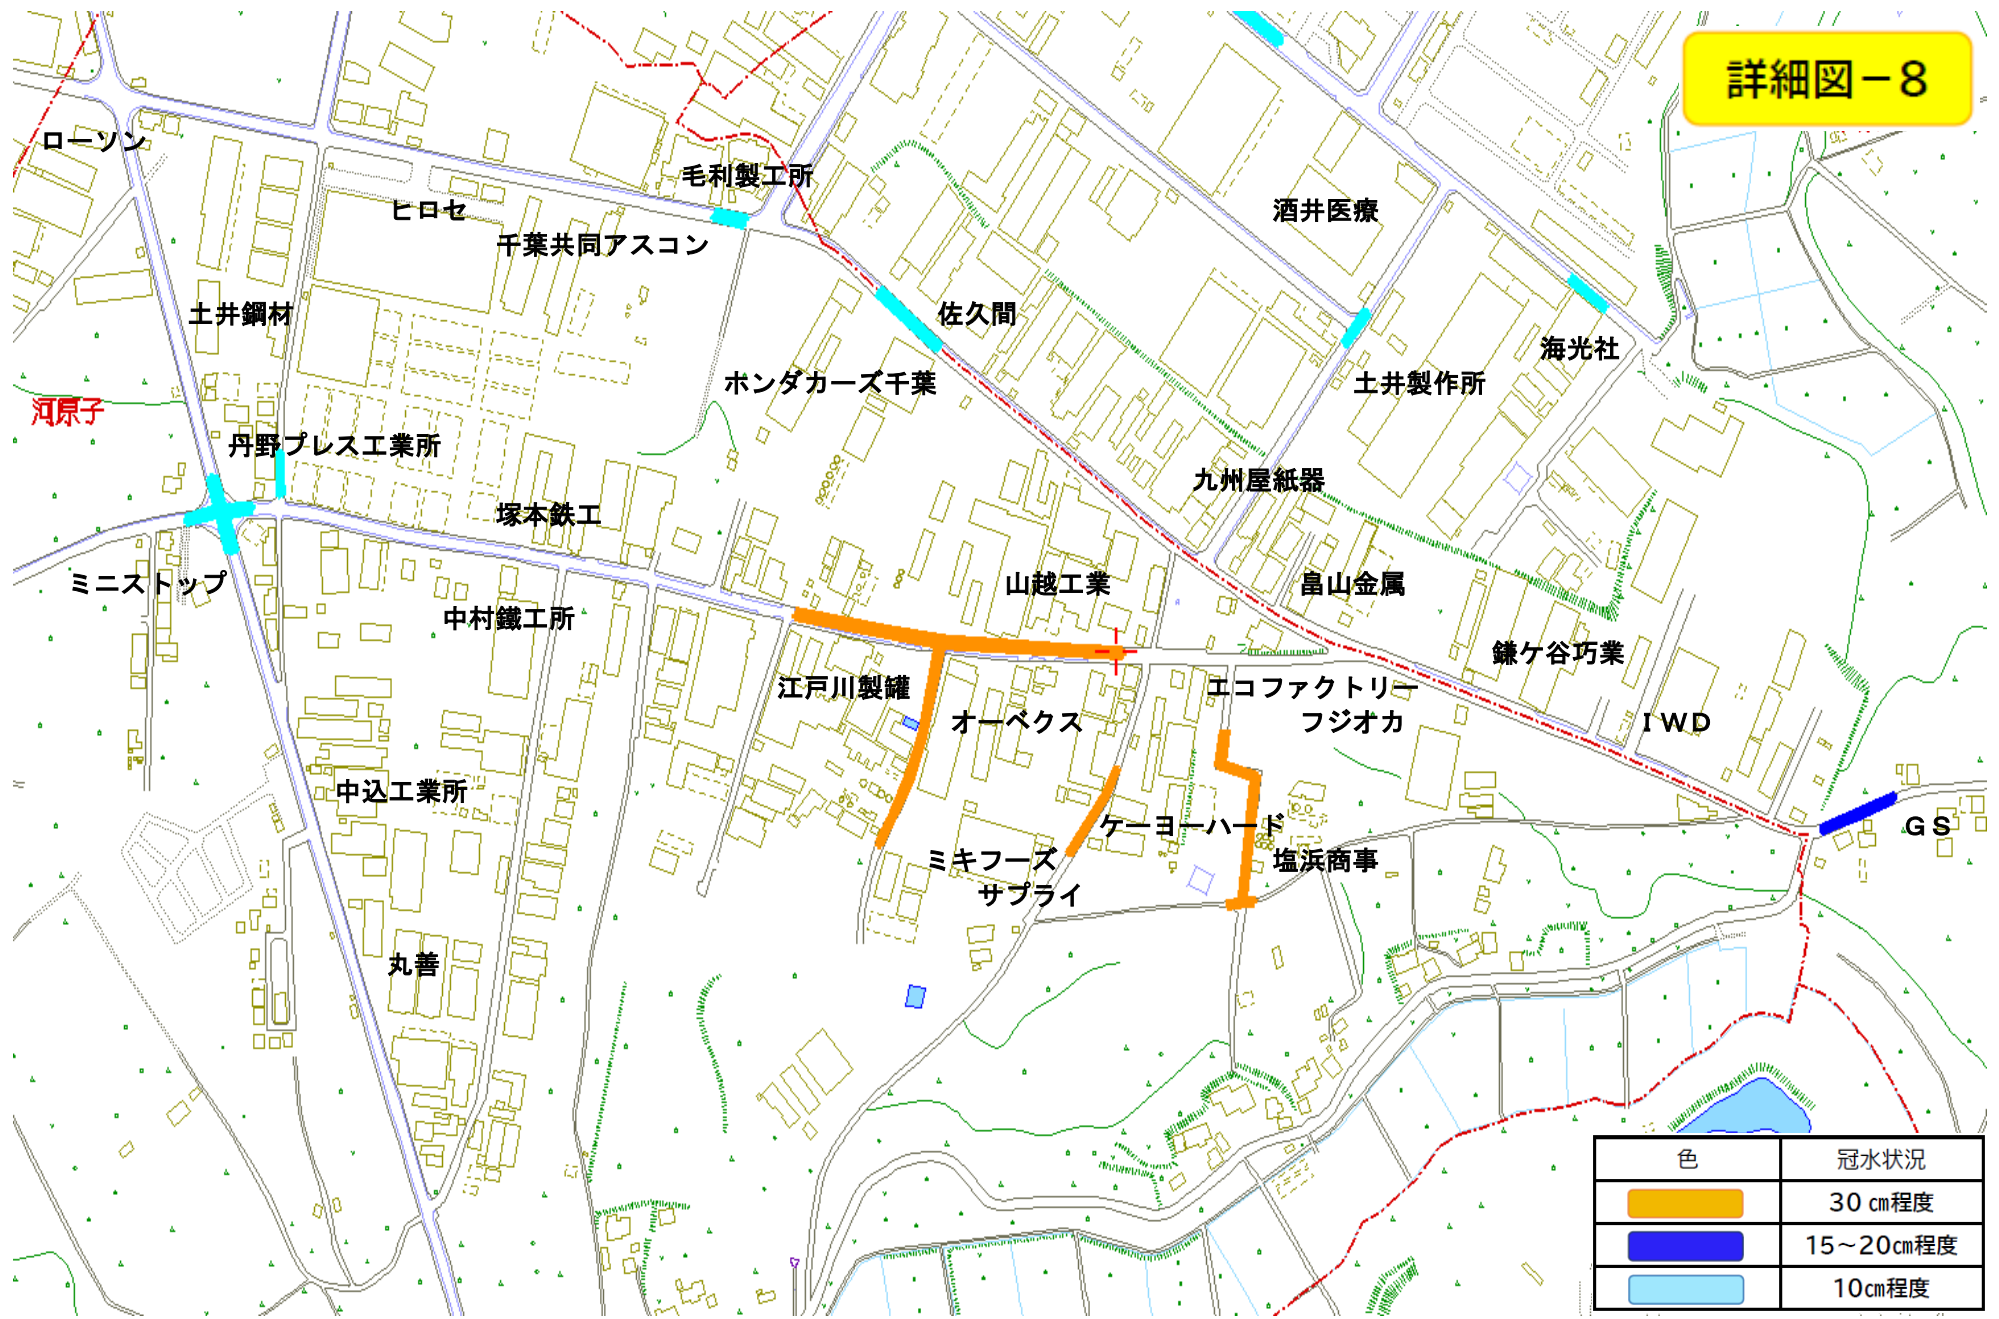 詳細図－８
ローソン
毛利製工所
ヒロセ
酒井医療
千葉共同アスコン
土井鋼材
佐久間
海光社
ホンダカーズ千葉
土井製作所
河原子
丹野プレス工業所
九州屋紙器
塚本鉄工
ミニストップ
山越工業
畠山金属
中村鐵工所
鎌ケ谷巧業
江戸川製罐
エコファクトリー
オーベクス
フジオカ
ＩＷＤ
中込工業所
ケーヨーハード
ＧＳ
ミキフーズ
サプライ
塩浜商事
丸善
色 冠水状況
30 ㎝程度
15～20㎝程度
10㎝程度